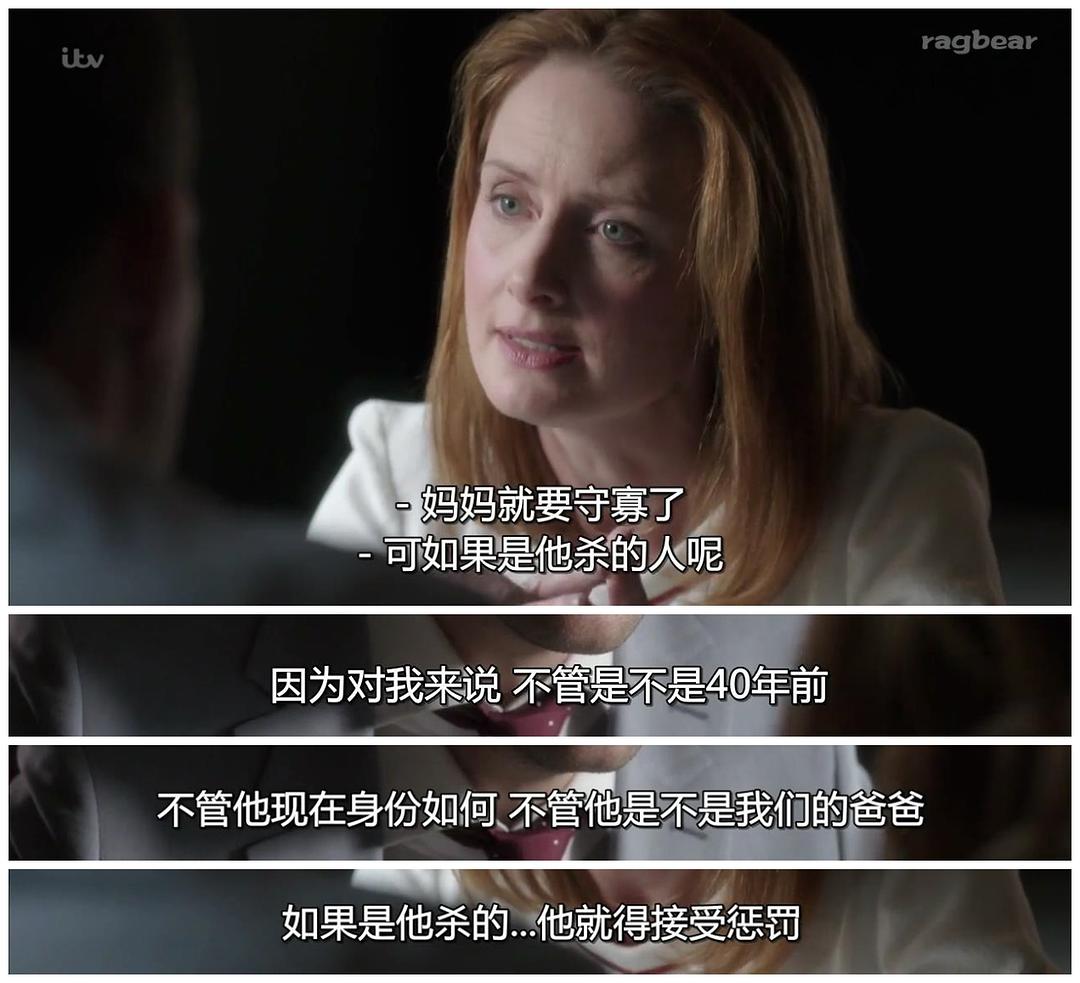 itv
ragbear
- 妈妈就要守寡了
- 可如果是他杀的人呢
因为对我来说 不管是不是40年前
不管他现在身份如何 不管他是不是我们的爸爸
如果是他杀的...他就得接受惩罚